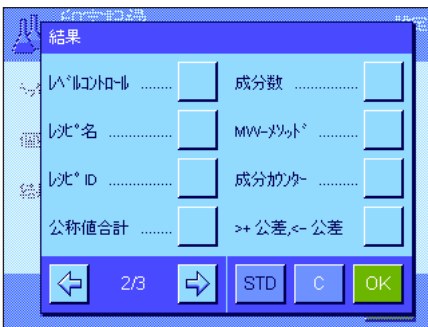 結果
ﾚﾍﾞﾙｺﾝﾄﾛｰﾙ ........
成分数 ...............
ﾚｼﾋﾟ名 ...............
MW-ﾒｿｯﾄﾞ
ﾚｼﾋﾟID ...............
成分ｶｳﾝﾀｰ ........
公称値合計 ........
>+ 公差,<- 公差
2/3
STD
C
OK